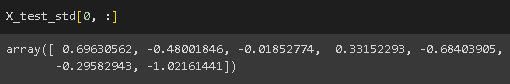 X_test_std[0, :]
array([ 0.69630562, -0.48001846, -0.01852774,  0.33152293, -0.68403905,
       -0.29582943, -1.02161441])